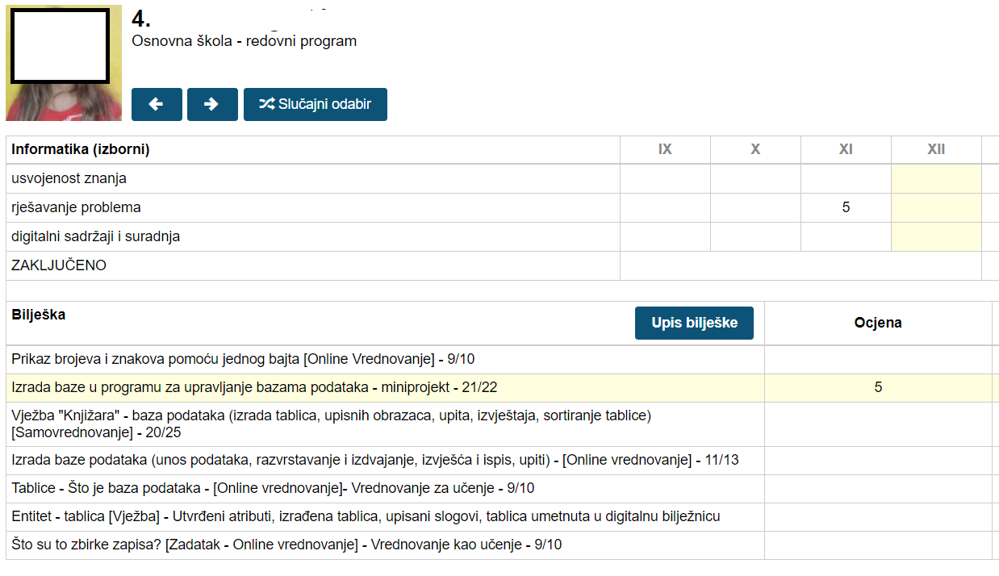 4.
Osnovna škola - redovni program
Slučajni odabir
Informatika (izborni) IX X XI XII
usvojenost znanja
rješavanje problema 5
digitalni sadržaji i suradnja
ZAKLJUČENO
Bilješka Upis bilješke Ocjena
Prikaz brojeva i znakova pomoću jednog bajta [Online Vrednovanje] - 9/10
Izrada baze u programu za upravljanje bazama podataka - miniprojekt - 21/22 5
Vježba "Knjižara" - baza podataka (izrada tablica, upisnih obrazaca, upita, izvještaja, sortiranje tablice)
[Samovrednovanje] - 20/25
Izrada baze podataka (unos podataka, razvrstavanje i izdvajanje, izvješća i ispis, upiti) - [Online vrednovanje] - 11/13
Tablice - Što je baza podataka - [Online vrednovanje]- Vrednovanje za učenje - 9/10
Entitet - tablica [Vježba] - Utvrđeni atributi, izrađena tablica, upisani slogovi, tablica umetnuta u digitalnu bilježnicu
Što su to zbirke zapisa? [Zadatak - Online vrednovanje] - Vrednovanje kao učenje - 9/10